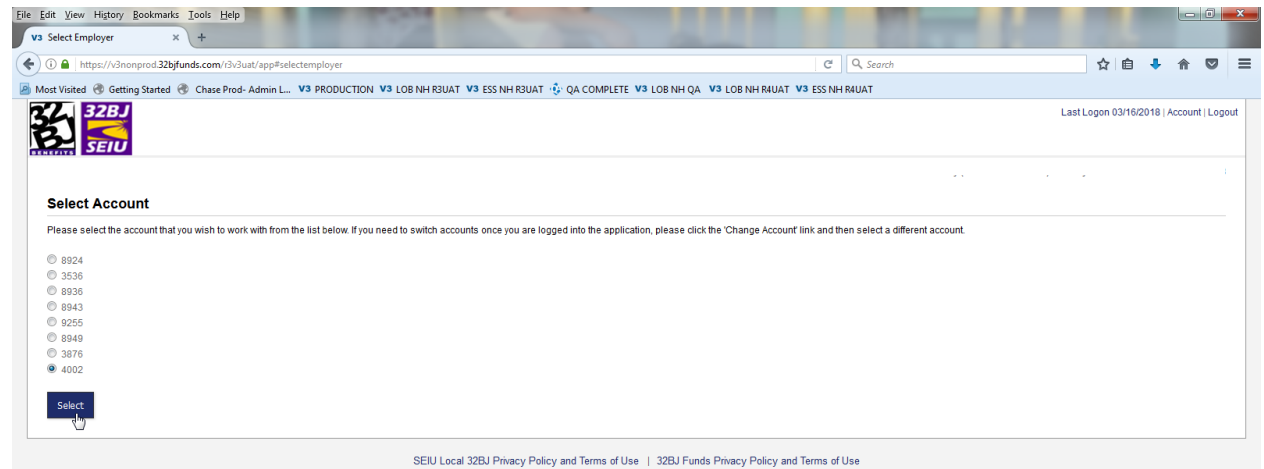 File Edit View History Bookmarks Tools Help
V3 Select Employer × +
https://v3nonprod.32bjfunds.com/r3v3uat/app#selectemployer Search
Most Visited Getting Started Chase Prod- Admin L... V3 PRODUCTION V3 LOB NH R3UAT V3 ESS NH R3UAT QA COMPLETE V3 LOB NH QA V3 LOB NH R4UAT V3 ESS NH R4UAT
32 BJ BENEFITS 32BJ SEIU
Last Logon 03/16/2018 | Account | Logout
Select Account
Please select the account that you wish to work with from the list below. If you need to switch accounts once you are logged into the application, please click the 'Change Account' link and then select a different account.
8924
3536
8936
8943
9255
8949
3876
4002
Select
SEIU Local 32BJ Privacy Policy and Terms of Use | 32BJ Funds Privacy Policy and Terms of Use